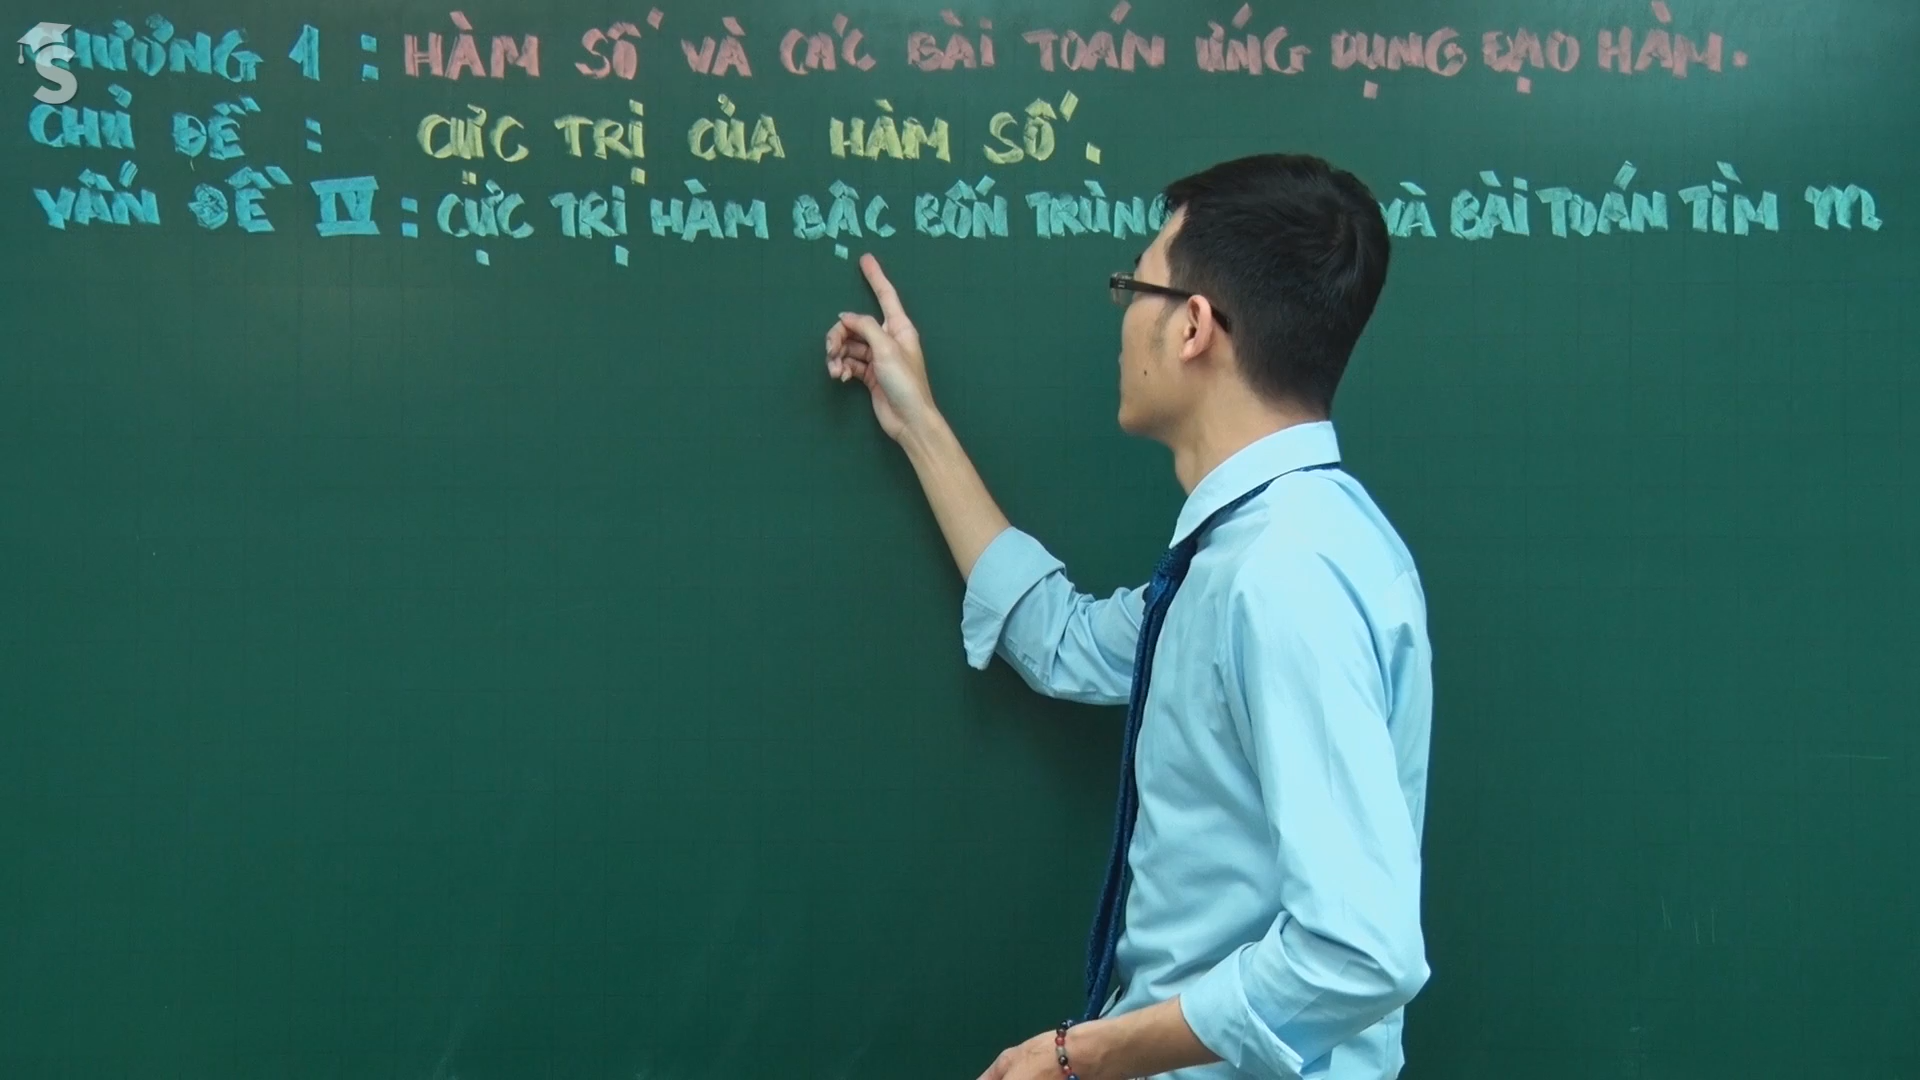 CHƯƠNG 1 : HÀM SỐ VÀ CÁC BÀI TOÁN ỨNG DỤNG ĐẠO HÀM.
CHỦ ĐỀ : CỰC TRỊ CỦA HÀM SỐ.
VẤN ĐỀ IV : CỰC TRỊ HÀM BẬC BỐN TRÙNG VÀ BÀI TOÁN TÌM m
S